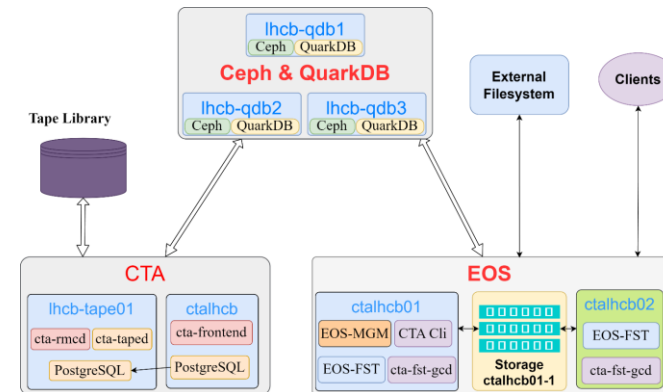 lhcb-qdb1
Ceph QuarkDB
Ceph & QuarkDB
lhcb-qdb2 lhcb-qdb3
Ceph QuarkDB Ceph QuarkDB
External
Filesystem
Clients
Tape Library
CTA
lhcb-tape01
cta-rmcd cta-taped
PostgreSQL
ctalhcb
cta-frontend
PostgreSQL
EOS
ctalhcb01
EOS-MGM CTA Cli
EOS-FST cta-fst-gcd
Storage
ctalhcb01-1
ctalhcb02
EOS-FST
cta-fst-gcd